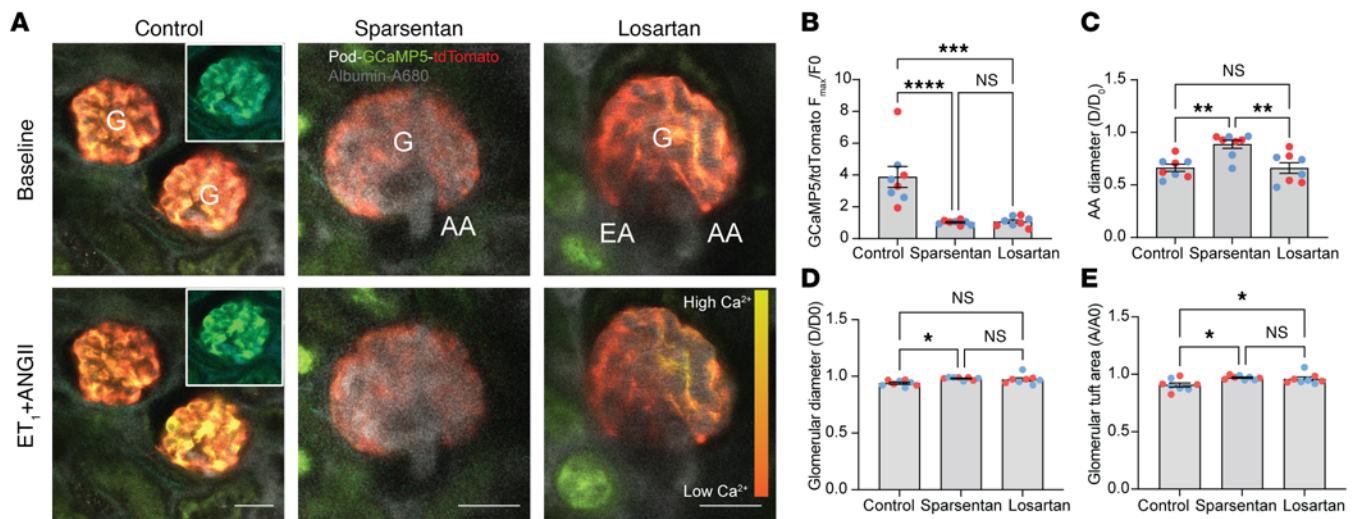 A
Control
Sparsentan
Losartan
Baseline
G
G
Pod-GCaMP5-tdTomato
Albumin-A680
G
AA
G
EA
AA
ET₁+ANGII
High Ca²⁺
Low Ca²⁺
B
GCaMP5/tdTomato Fmax/F0
10
8
6
4
2
0
***
****
NS
Control Sparsentan Losartan
C
AA diameter (D/D₀)
1.5
1.0
0.5
0.0
NS
**
**
Control Sparsentan Losartan
D
Glomerular diameter (D/D0)
1.5
1.0
0.5
0.0
NS
*
NS
Control Sparsentan Losartan
E
Glomerular tuft area (A/A0)
1.5
1.0
0.5
0.0
*
*
NS
Control Sparsentan Losartan